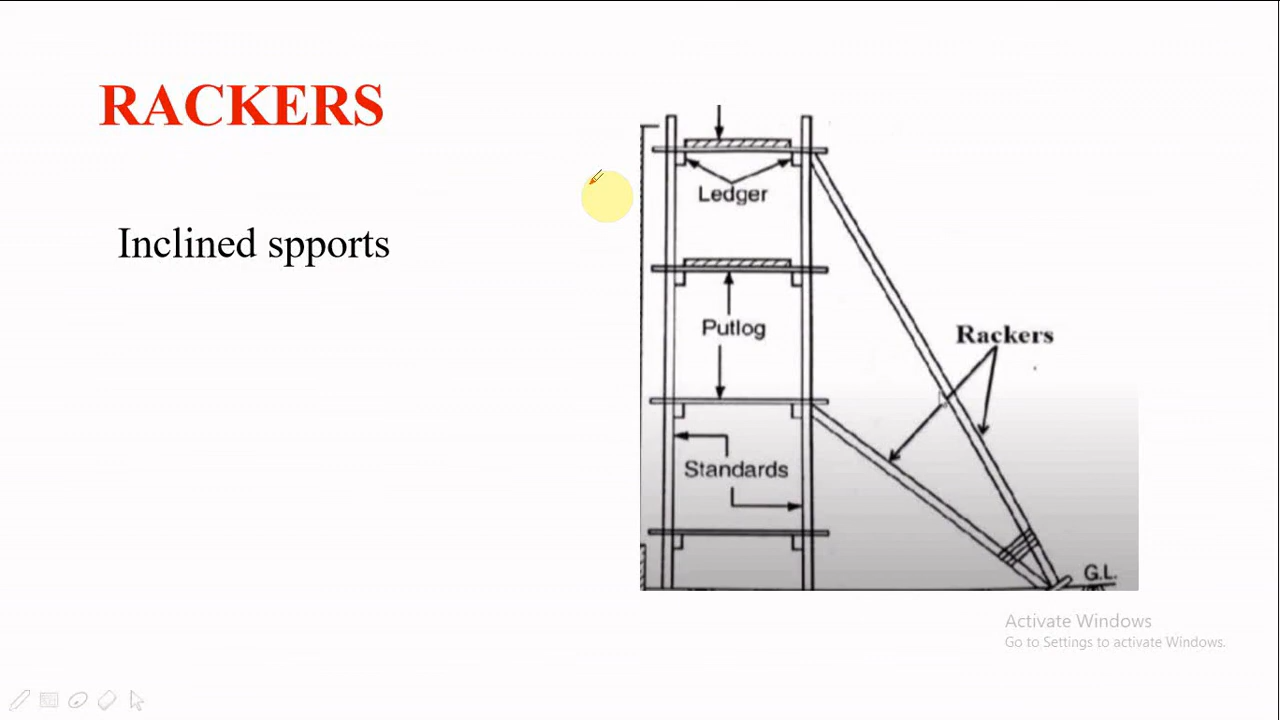 RACKERS
Inclined spports
Ledger
Putlog
Rackers
Standards
G.L.
Activate Windows
Go to Settings to activate Windows.